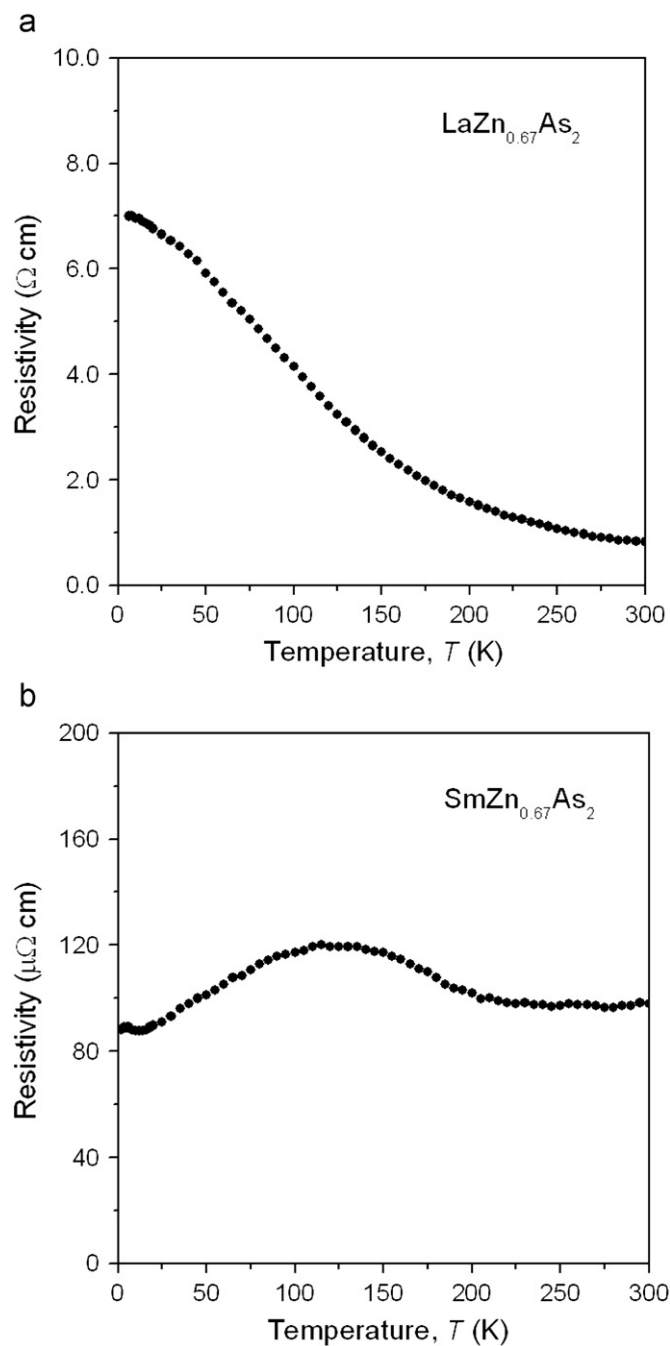 a
10.0
LaZn0.67As2
8.0
6.0
4.0
2.0
0.0
Resistivity (Ω cm)
0 50 100 150 200 250 300
Temperature, T (K)
b
200
SmZn0.67As2
160
120
80
40
0
Resistivity (μΩ cm)
0 50 100 150 200 250 300
Temperature, T (K)